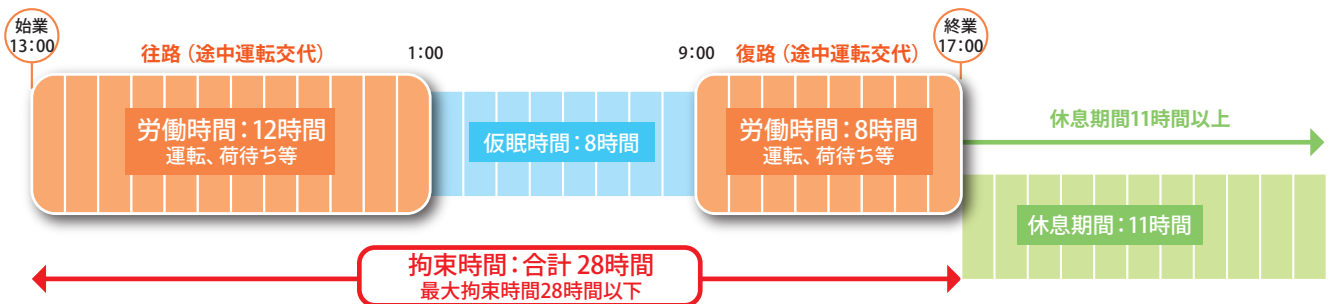 始業
13:00
往路（途中運転交代）
1:00
9:00
復路（途中運転交代）
終業
17:00
労働時間：12時間
運転、荷待ち等
仮眠時間：8時間
労働時間：8時間
運転、荷待ち等
休息期間11時間以上
休息期間：11時間
拘束時間：合計 28時間
最大拘束時間28時間以下